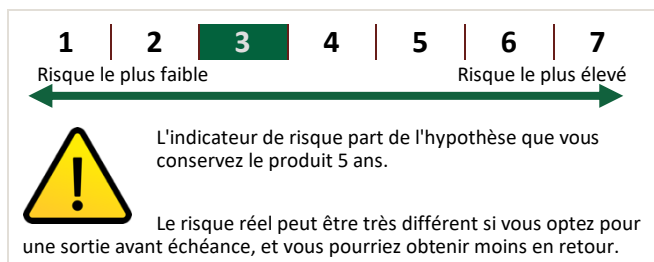 1 2 3 4 5 6 7
Risque le plus faible Risque le plus élevé
L'indicateur de risque part de l'hypothèse que vous
conservez le produit 5 ans.
Le risque réel peut être très différent si vous optez pour
une sortie avant échéance, et vous pourriez obtenir moins en retour.